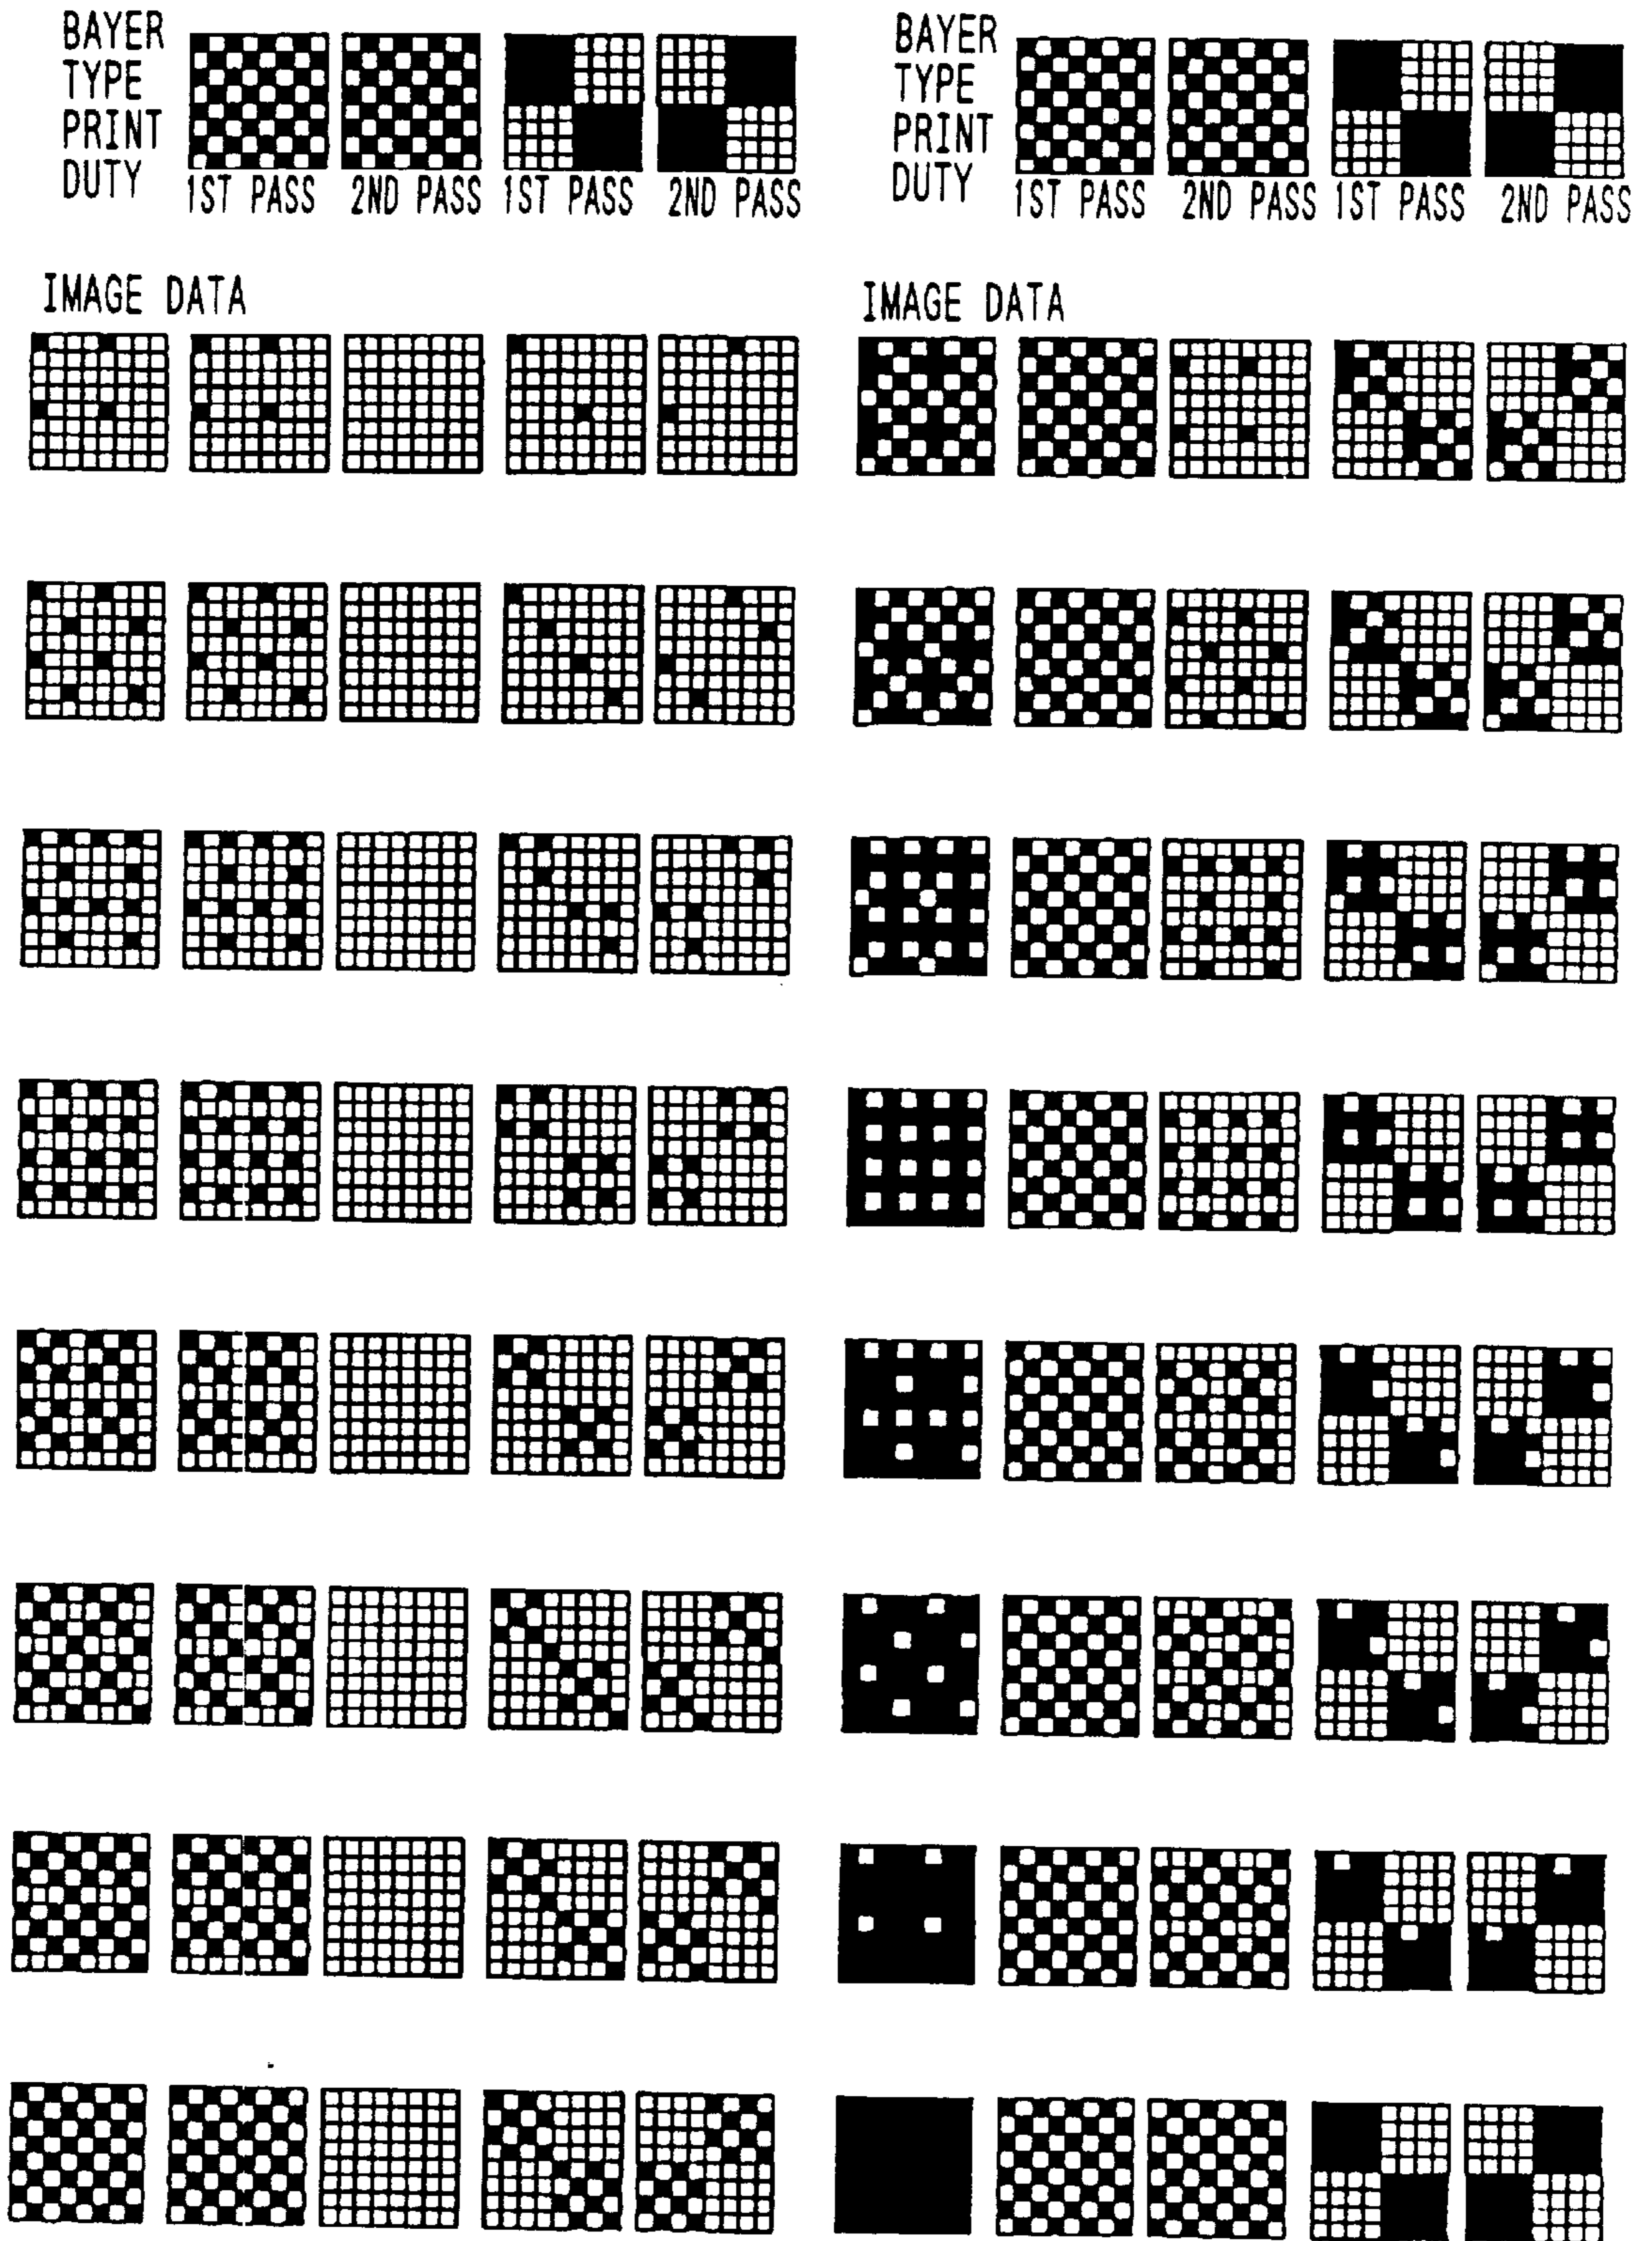 BAYER
TYPE
PRINT
DUTY
1ST PASS 2ND PASS 1ST PASS 2ND PASS
IMAGE DATA
BAYER
TYPE
PRINT
DUTY
1ST PASS 2ND PASS 1ST PASS 2ND PASS
IMAGE DATA